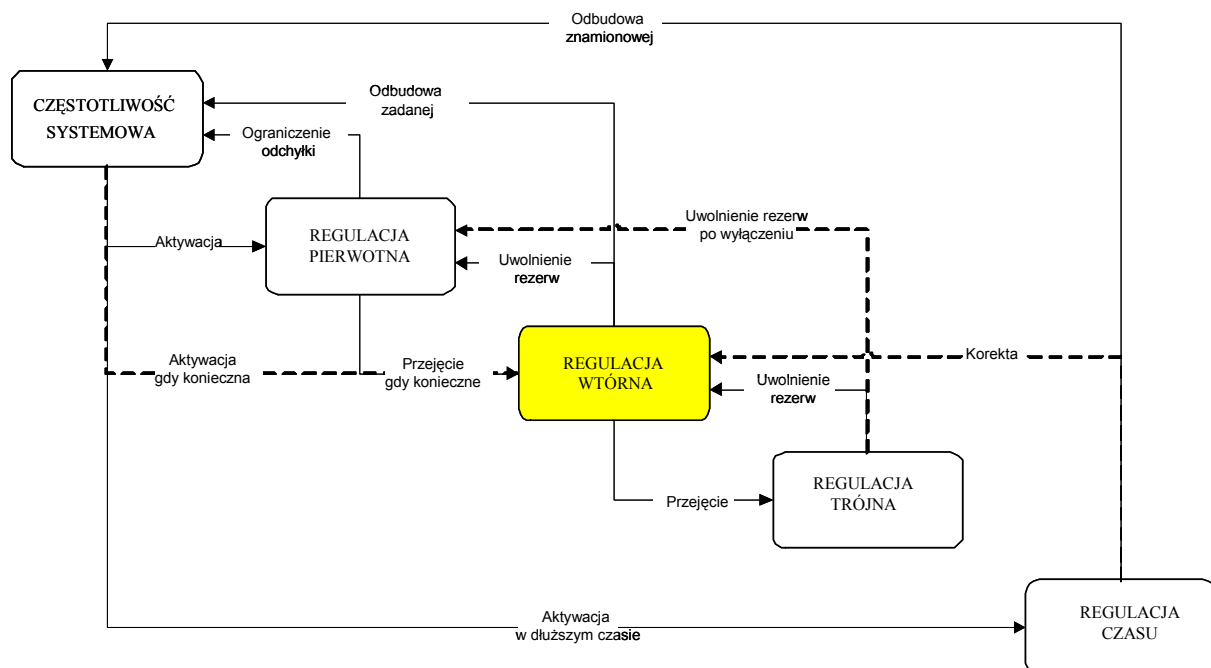 Odbudowa
znamionowej
CZĘSTOTLIWOŚĆ
SYSTEMOWA
Odbudowa
zadanej
Ograniczenie
odchyłki
Aktywacja
REGULACJA
PIERWOTNA
Uwolnienie rezerw
po wyłączeniu
Uwolnienie
rezerw
Aktywacja
gdy konieczna
Przejęcie
gdy konieczne
REGULACJA
WTÓRNA
Korekta
Uwolnienie
rezerw
Przejęcie
REGULACJA
TRÓJNA
Aktywacja
w dłuższym czasie
REGULACJA
CZASU